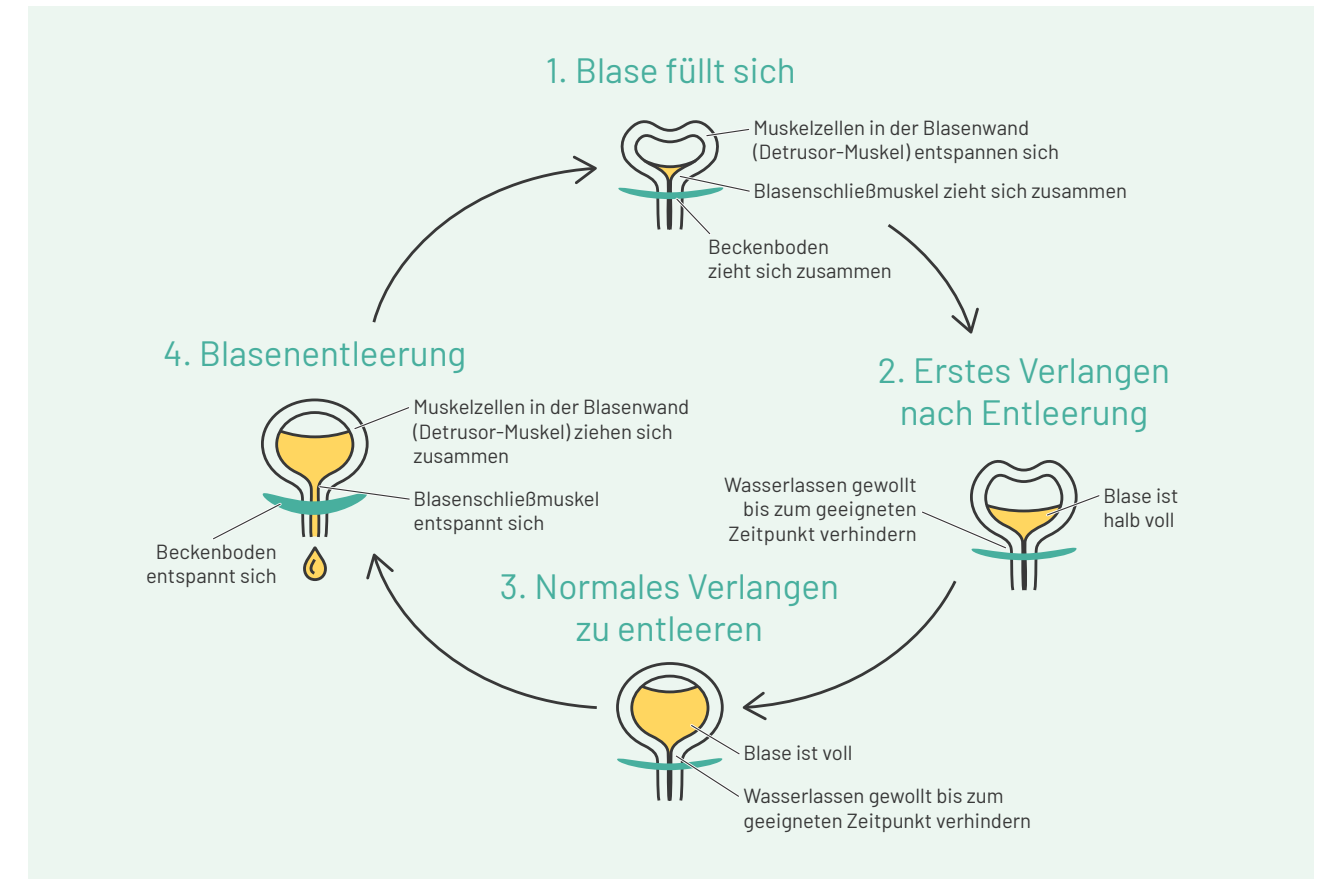 1. Blase füllt sich
Muskelzellen in der Blasenwand
(Detrusor-Muskel) entspannen sich
Blasenschließmuskel zieht sich zusammen
Beckenboden
zieht sich zusammen
2. Erstes Verlangen
nach Entleerung
Wasserlassen gewollt
bis zum geeigneten
Zeitpunkt verhindern
Blase ist
halb voll
3. Normales Verlangen
zu entleeren
Blase ist voll
Wasserlassen gewollt bis zum
geeigneten Zeitpunkt verhindern
4. Blasenentleerung
Muskelzellen in der Blasenwand
(Detrusor-Muskel) ziehen sich
zusammen
Blasenschließmuskel
entspannt sich
Beckenboden
entspannt sich